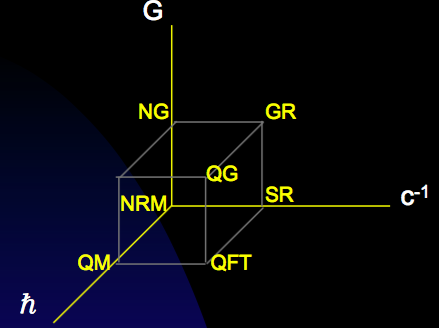 G
NG GR
QG
NRM SR c⁻¹
QM QFT
ℏ